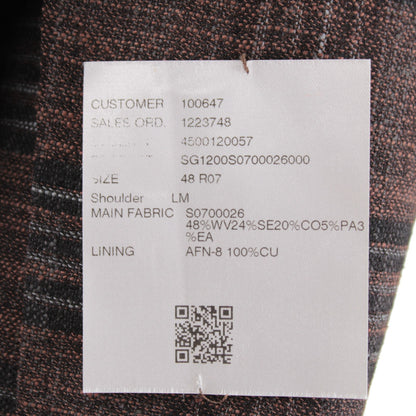 CUSTOMER 100647
SALES ORD. 1223748
4500120057
SG1200S0700026000
SIZE 48 R07
Shoulder LM
MAIN FABRIC S0700026
48%WV24%SE20%CO5%PA3
%EA
LINING AFN-8 100%CU